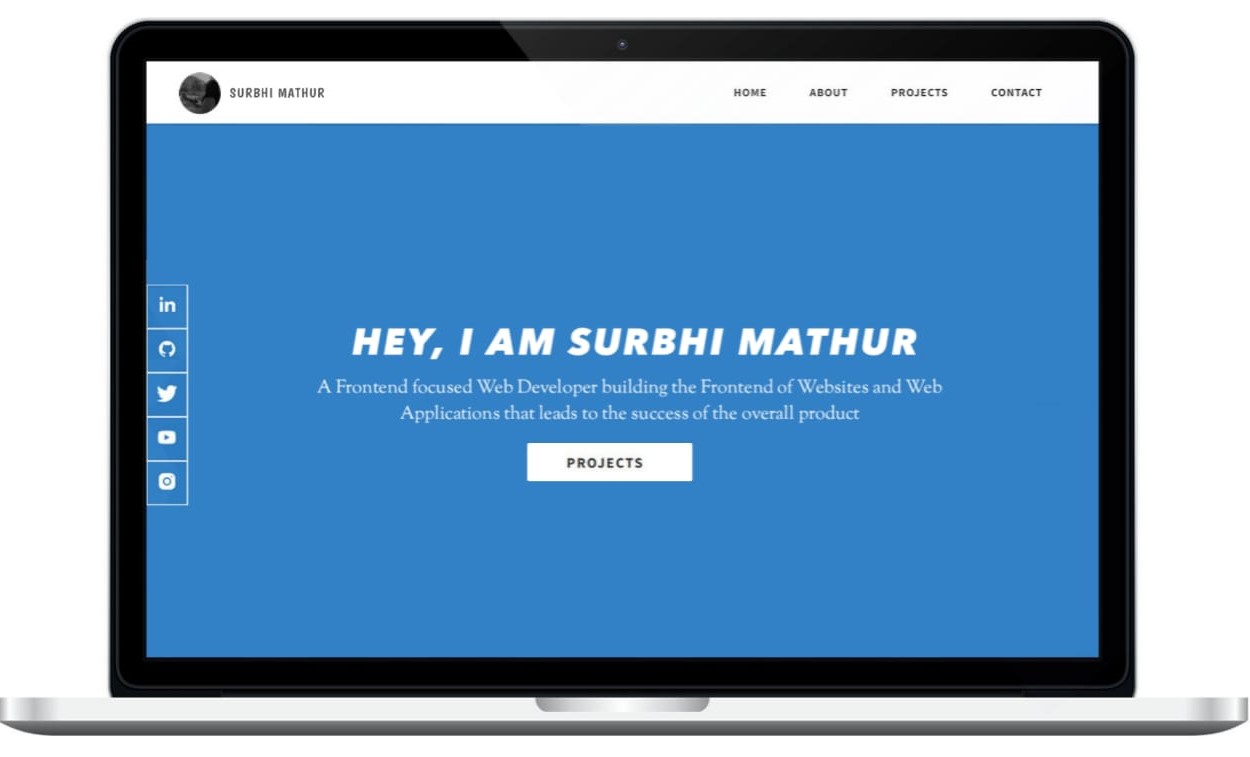 SURBHI MATHUR
HOME ABOUT PROJECTS CONTACT
in
HEY, I AM SURBHI MATHUR
A Frontend focused Web Developer building the Frontend of Websites and Web
Applications that leads to the success of the overall product
PROJECTS